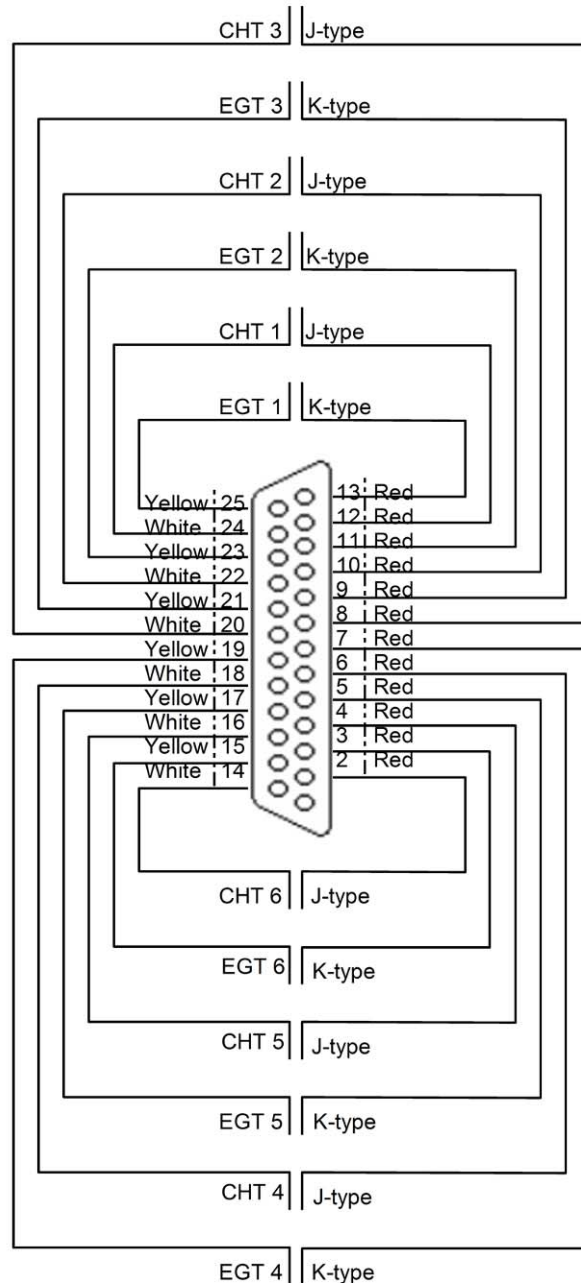 CHT 3 J-type
EGT 3 K-type
CHT 2 J-type
EGT 2 K-type
CHT 1 J-type
EGT 1 K-type
Yellow 25 13 Red
White 24 12 Red
Yellow 23 11 Red
White 22 10 Red
Yellow 21 9 Red
White 20 8 Red
Yellow 19 7 Red
White 18 6 Red
Yellow 17 5 Red
White 16 4 Red
Yellow 15 3 Red
White 14 2 Red
CHT 6 J-type
EGT 6 K-type
CHT 5 J-type
EGT 5 K-type
CHT 4 J-type
EGT 4 K-type